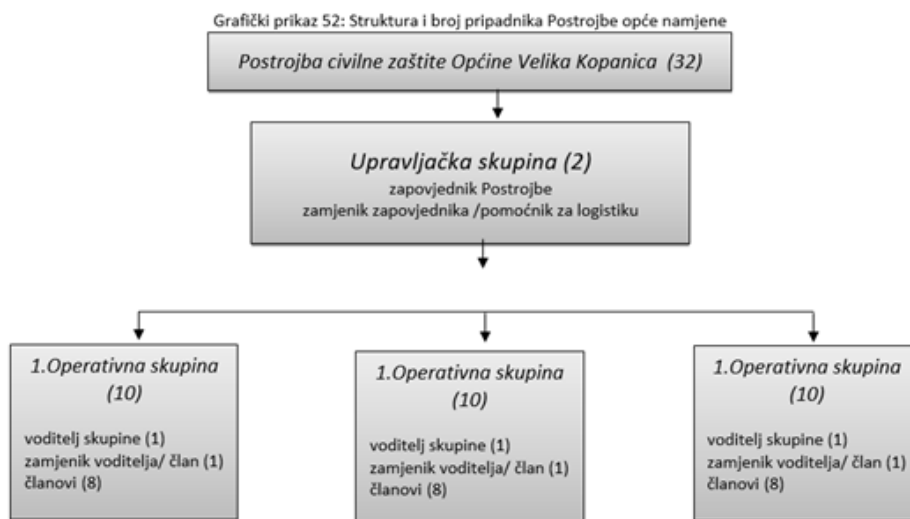 Grafički prikaz 52: Struktura i broj pripadnika Postrojbe opće namjene
Postrojba civilne zaštite Općine Velika Kopanica (32)
Upravljačka skupina (2)
zapovjednik Postrojbe
zamjenik zapovjednika /pomoćnik za logistiku
1.Operativna skupina
(10)
voditelj skupine (1)
zamjenik voditelja/ član (1)
članovi (8)
1.Operativna skupina
(10)
voditelj skupine (1)
zamjenik voditelja/ član (1)
članovi (8)
1.Operativna skupina
(10)
voditelj skupine (1)
zamjenik voditelja/ član (1)
članovi (8)